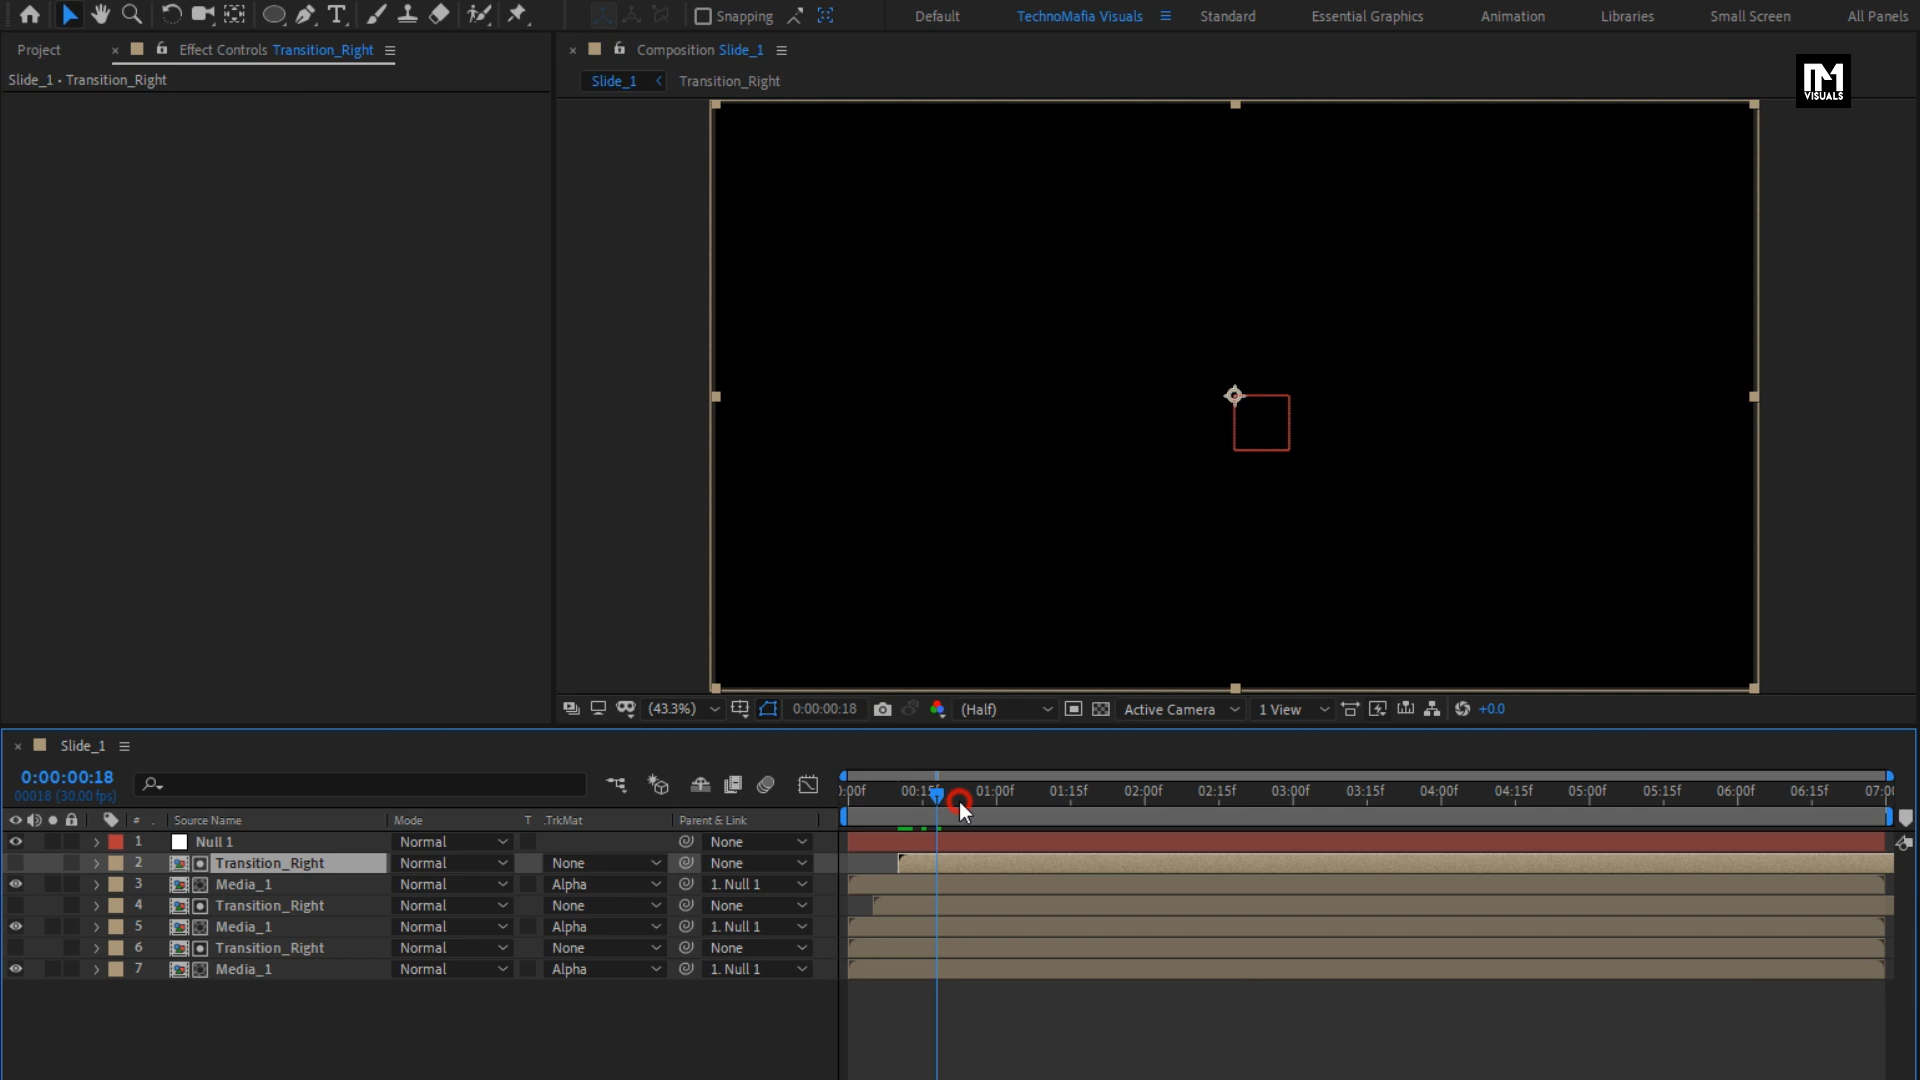 Snapping
Default
TechnoMafia Visuals
Standard
Essential Graphics
Animation
Libraries
Small Screen
All Panels
Project
Effect Controls Transition_Right
Composition Slide_1
Slide_1 • Transition_Right
Slide_1
Transition_Right
VISUALS
(43.3%)
0:00:00:18
(Half)
Active Camera
1 View
+0.0
Slide_1
0:00:00:18
00018 (30.00 fps)
):00f 00:15f 01:00f 01:15f 02:00f 02:15f 03:00f 03:15f 04:00f 04:15f 05:00f 05:15f 06:00f 06:15f 07:0
# Source Name Mode T .TrkMat Parent & Link
1 Null 1 Normal None
2 Transition_Right Normal None None
3 Media_1 Normal Alpha 1. Null 1
4 Transition_Right Normal None None
5 Media_1 Normal Alpha 1. Null 1
6 Transition_Right Normal None None
7 Media_1 Normal Alpha 1. Null 1